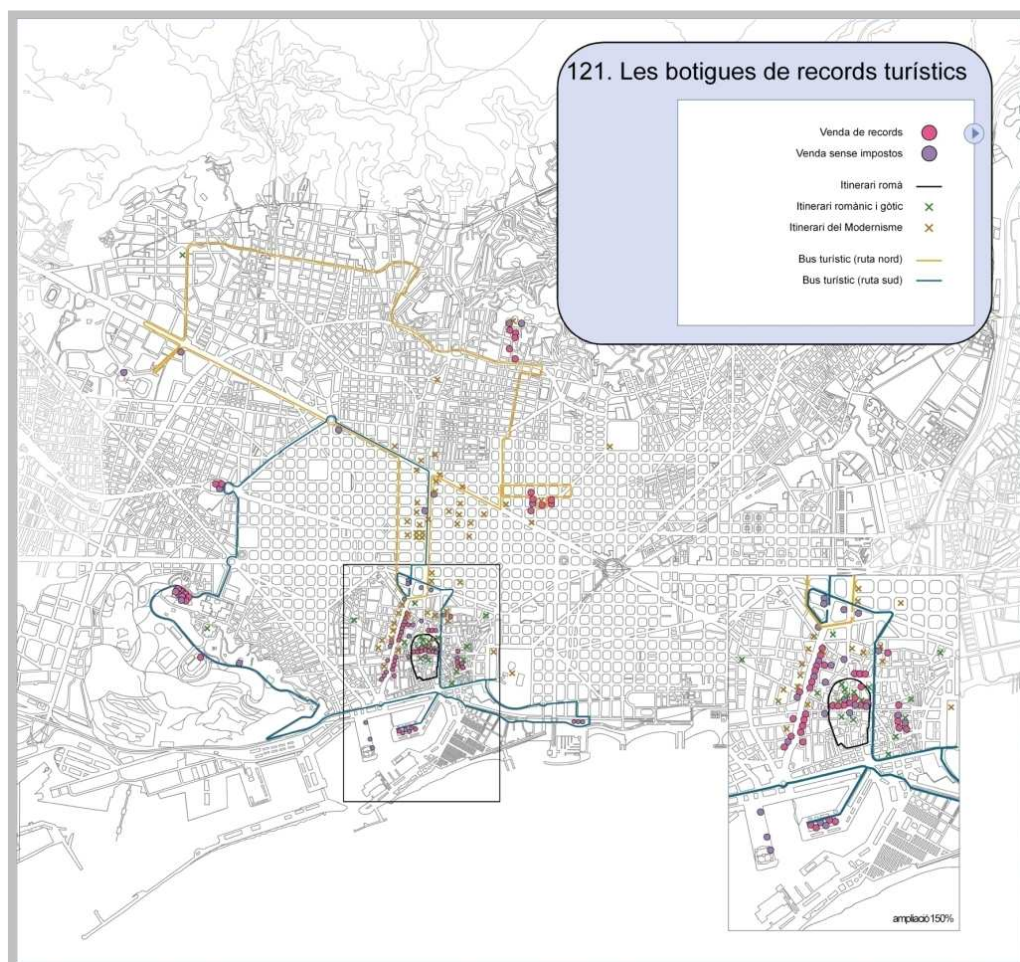 121. Les botigues de records turístics
Venda de records
Venda sense impostos
Itinerari romà
Itinerari romànic i gòtic
Itinerari del Modernisme
Bus turístic (ruta nord)
Bus turístic (ruta sud)
ampliació 150%